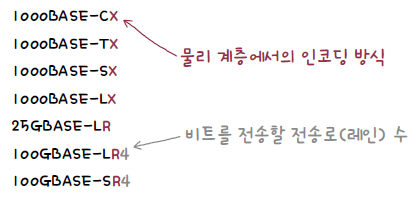 1000BASE-CX
1000BASE-TX
물리 계층에서의 인코딩 방식
1000BASE-SX
1000BASE-LX
25GBASE-LR
비트를 전송할 전송로(레인) 수
100GBASE-LR4
100GBASE-SR4